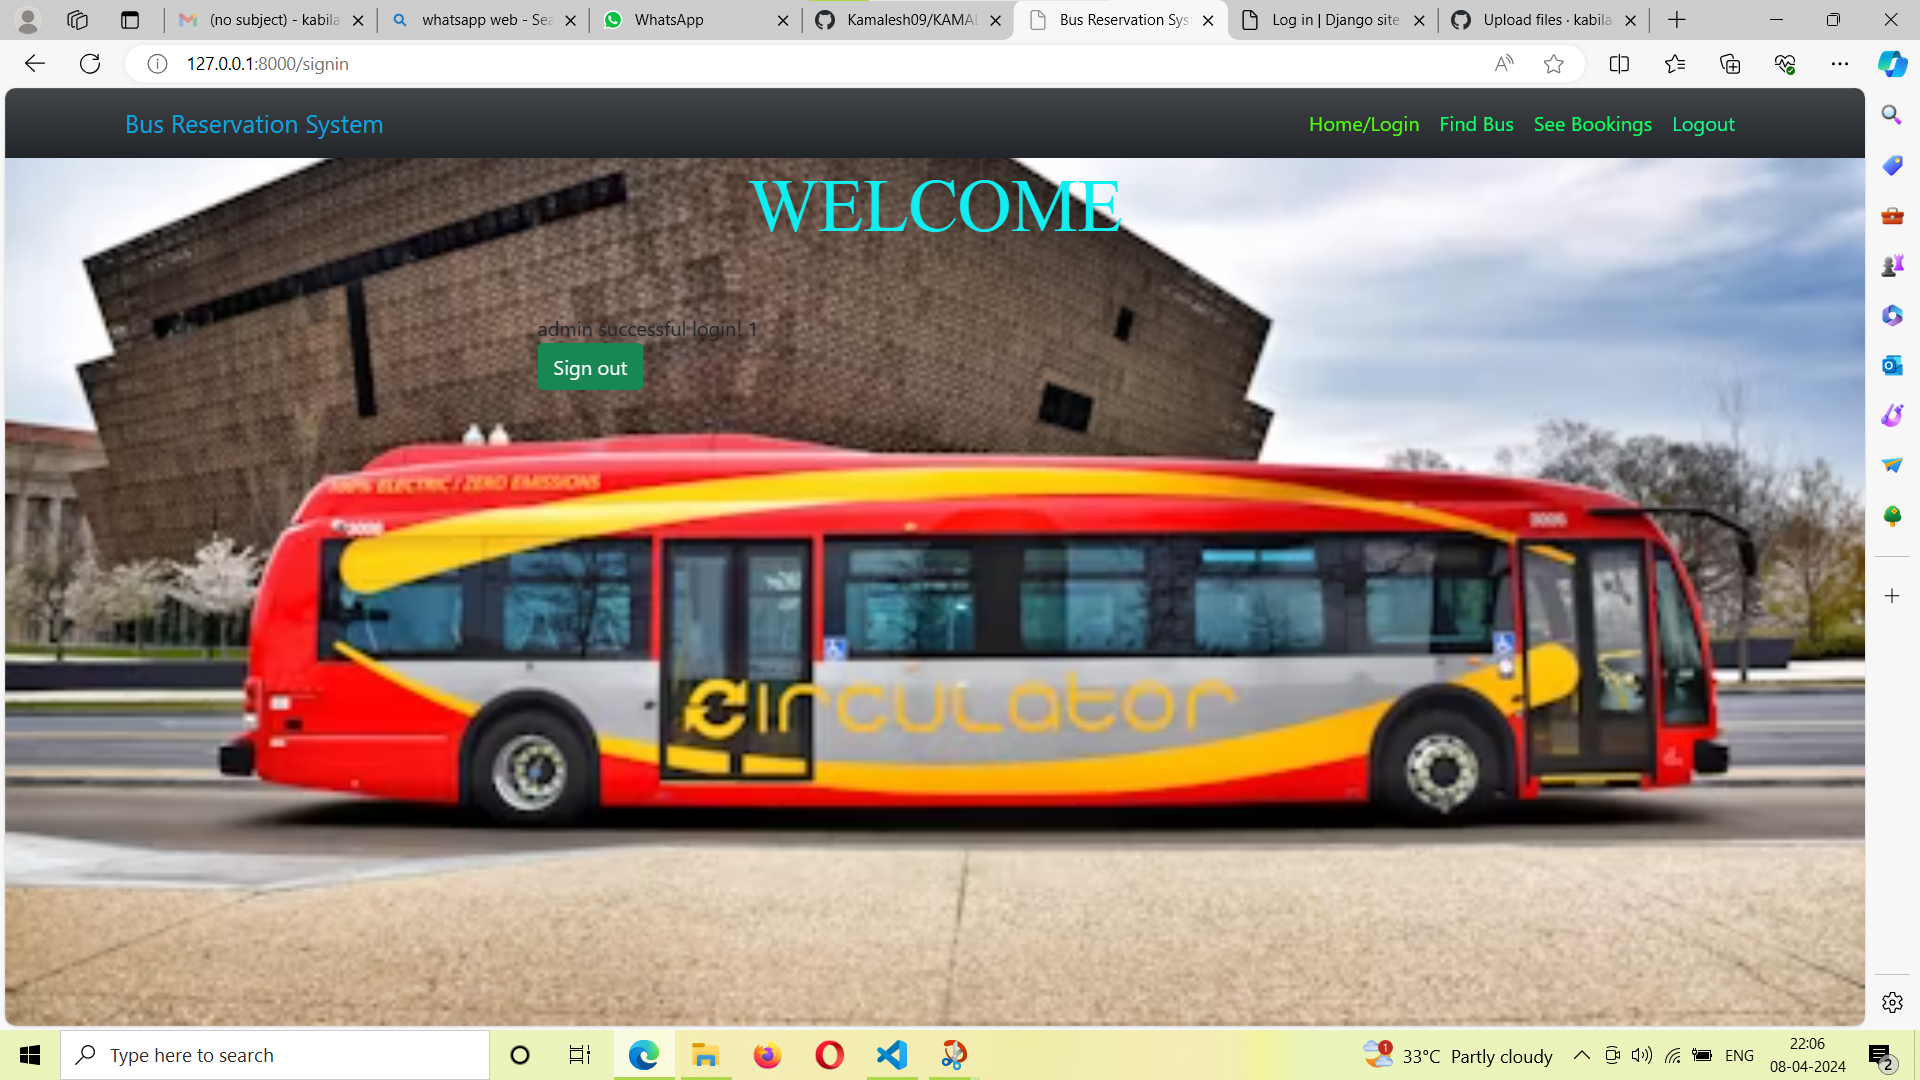 (no subject) - kabila
whatsapp web - Sea
WhatsApp
Kamalesh09/KAMAL
Bus Reservation Sys
Log in | Django site
Upload files · kabila
127.0.0.1:8000/signin
Bus Reservation System
Home/Login
Find Bus
See Bookings
Logout
WELCOME
admin successful login! 1
Sign out
100% ELECTRIC / ZERO EMISSIONS
circulator
Type here to search
1
33°C Partly cloudy
ENG
22:06
08-04-2024
2